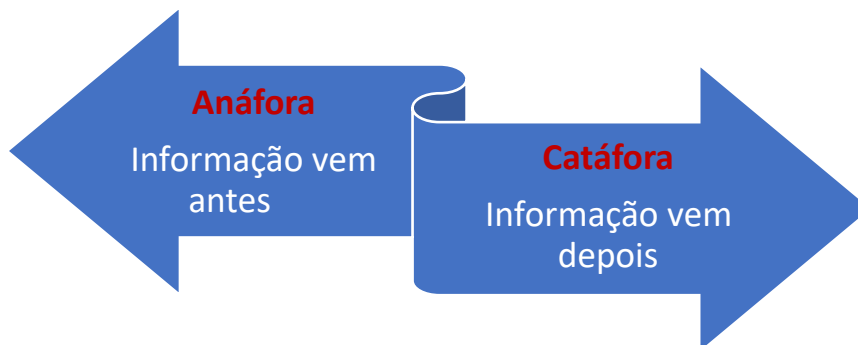 Anáfora
Informação vem
antes
Catáfora
Informação vem
depois